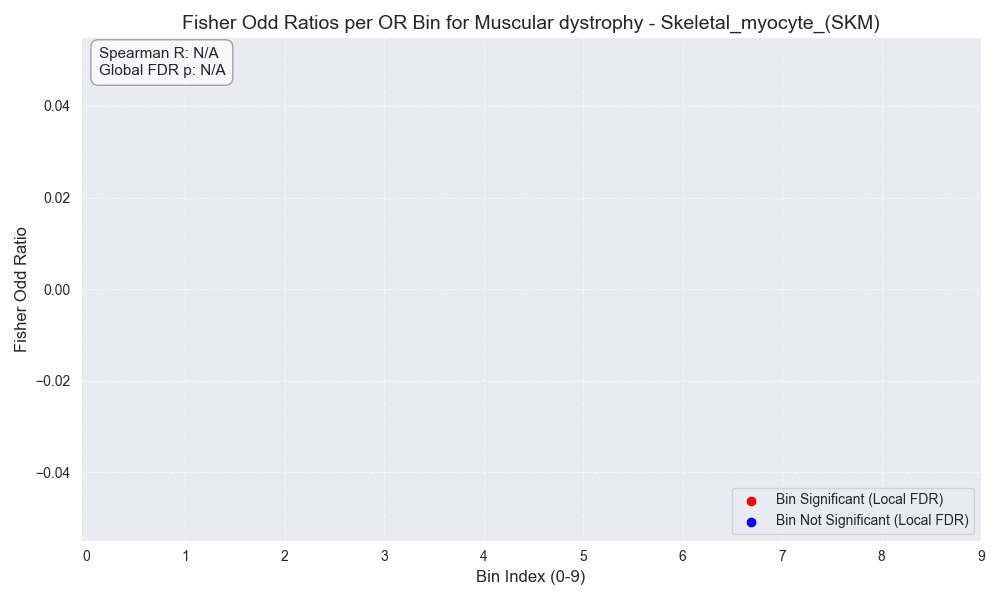 Fisher Odd Ratios per OR Bin for Muscular dystrophy - Skeletal_myocyte_(SKM)
Spearman R: N/A
Global FDR p: N/A
0.04
0.02
0.00
−0.02
−0.04
Fisher Odd Ratio
Bin Significant (Local FDR)
Bin Not Significant (Local FDR)
0 1 2 3 4 5 6 7 8 9
Bin Index (0-9)